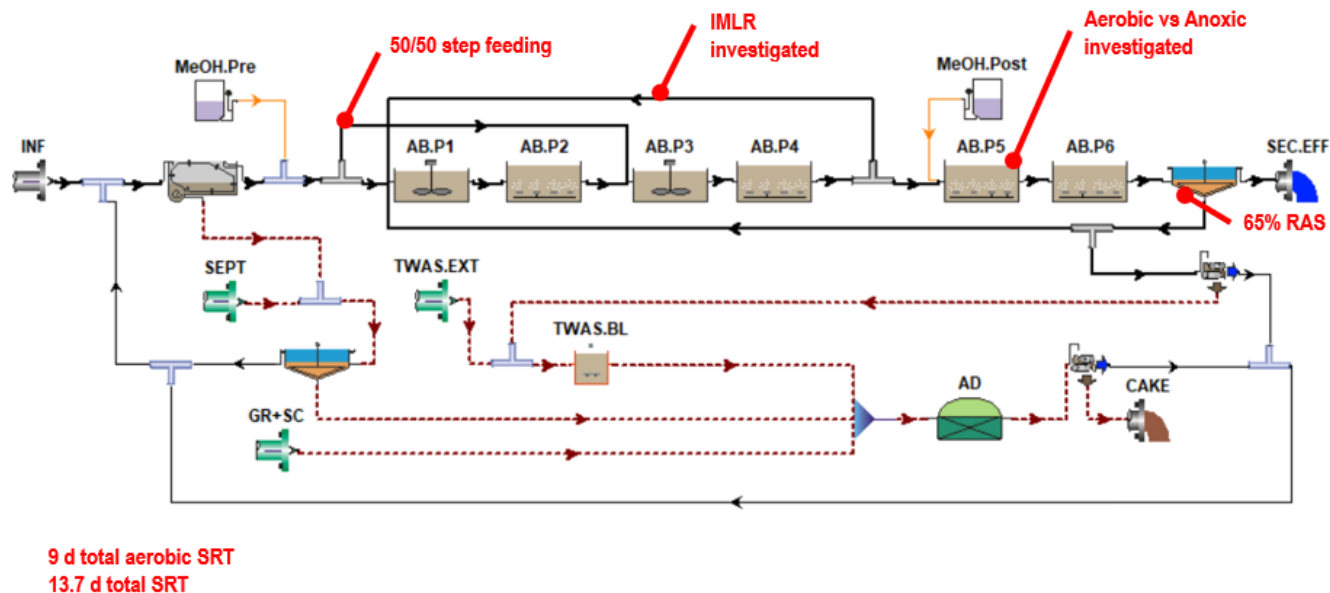 50/50 step feeding
IMLR
investigated
Aerobic vs Anoxic
investigated
MeOH.Pre
MeOH.Post
INF
AB.P1
AB.P2
AB.P3
AB.P4
AB.P5
AB.P6
SEC.EFF
65% RAS
SEPT
TWAS.EXT
TWAS.BL
AD
CAKE
GR+SC
9 d total aerobic SRT
13.7 d total SRT